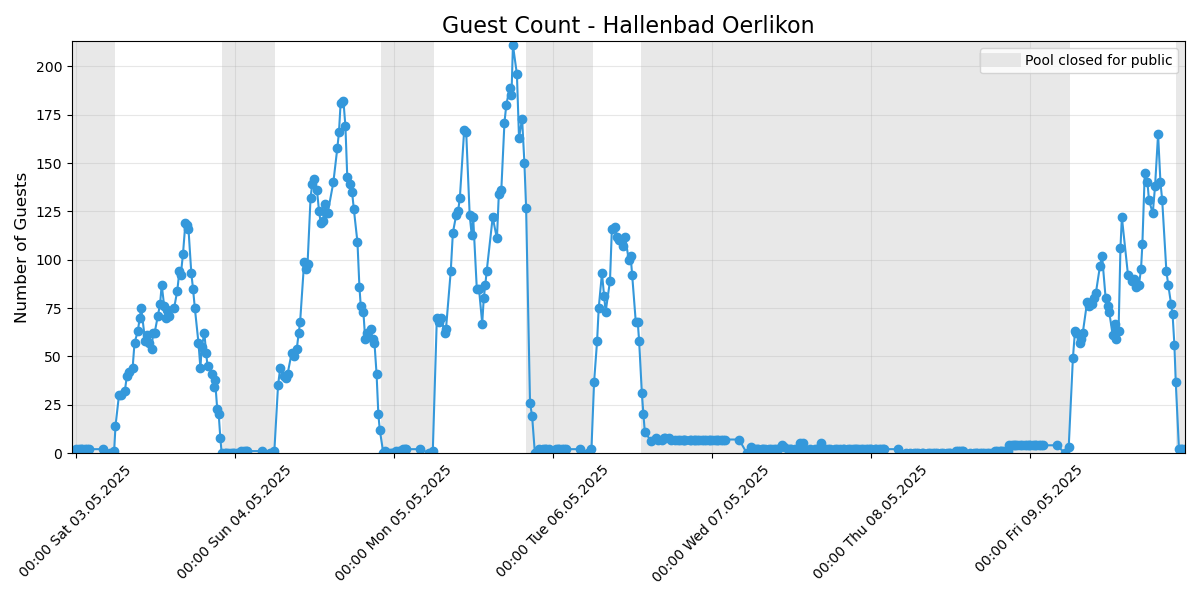 Guest Count - Hallenbad Oerlikon
Pool closed for public
Number of Guests
200
175
150
125
100
75
50
25
0
00:00 Sat 03.05.2025
00:00 Sun 04.05.2025
00:00 Mon 05.05.2025
00:00 Tue 06.05.2025
00:00 Wed 07.05.2025
00:00 Thu 08.05.2025
00:00 Fri 09.05.2025